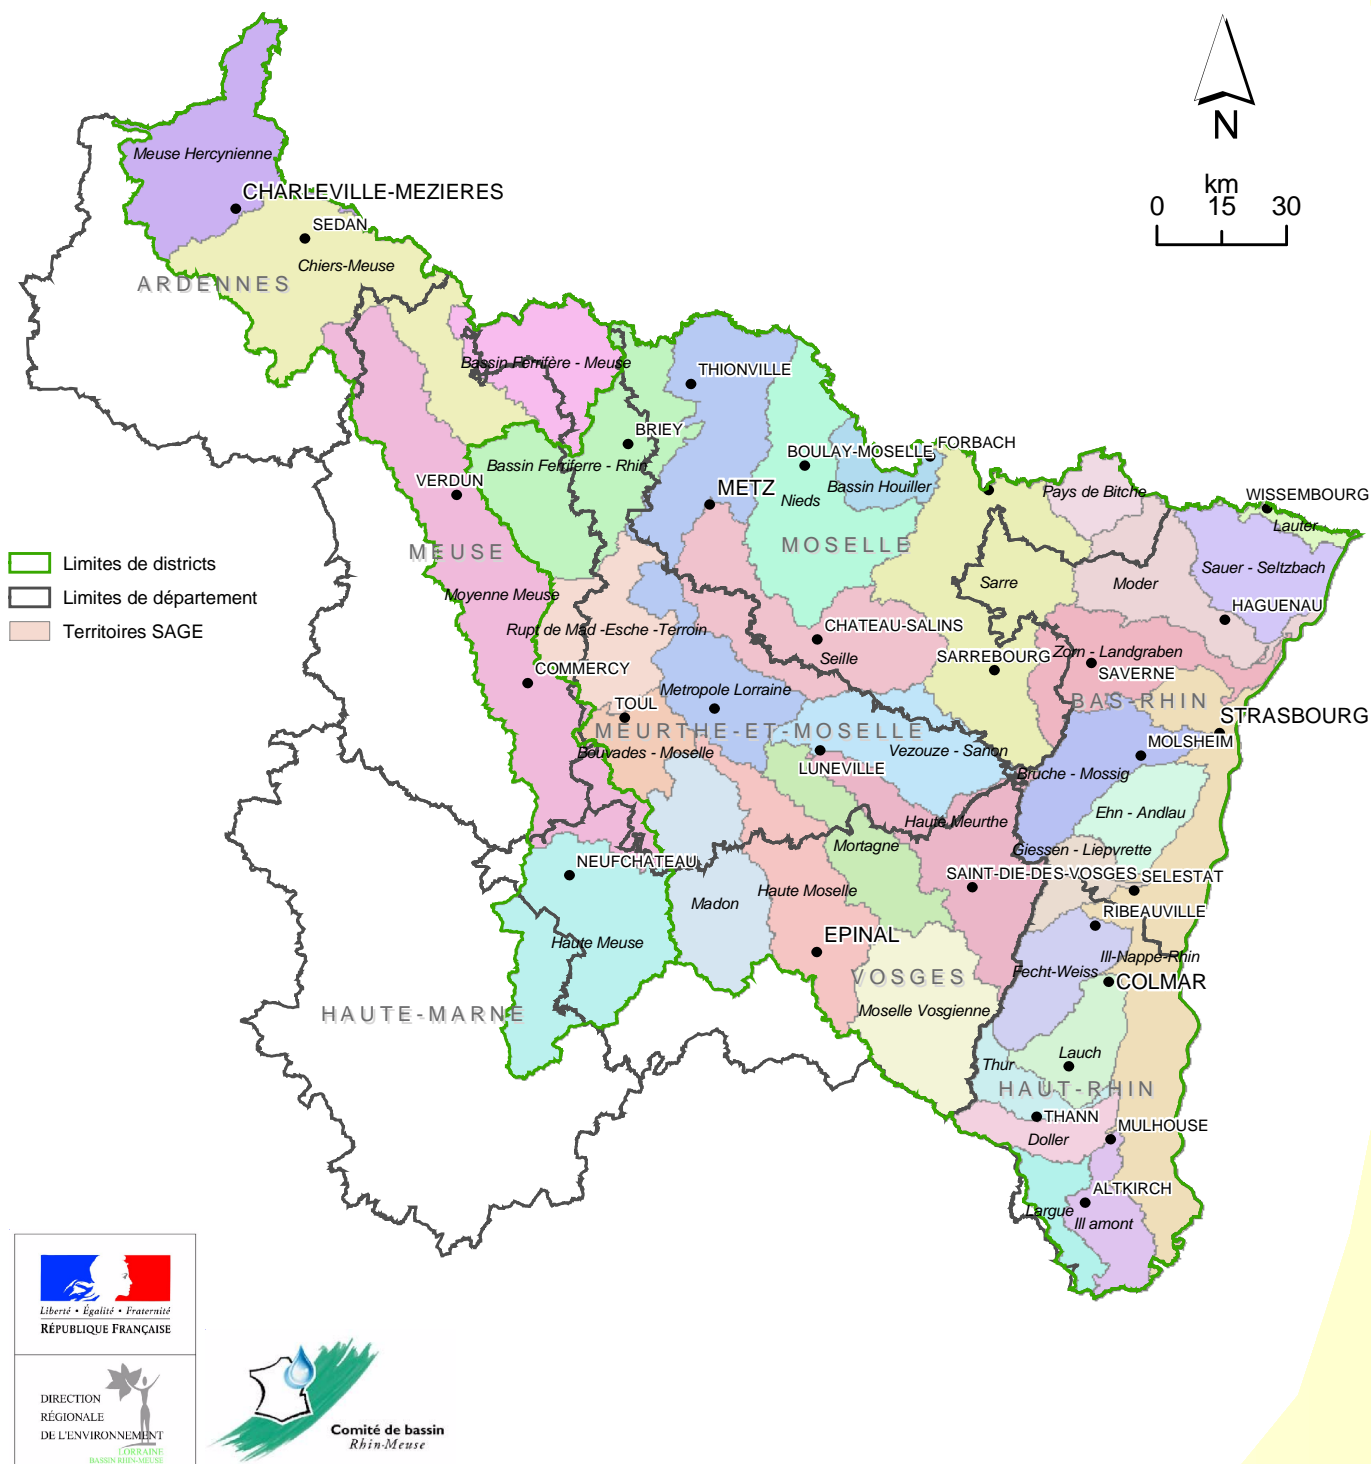 N
km
0 15 30
Meuse Hercynienne
CHARLEVILLE-MEZIERES
SEDAN
Chiers-Meuse
ARDENNES
Bassin Ferrifère - Meuse
THIONVILLE
BRIEY
BOULAY-MOSELLE
FORBACH
Bassin Ferriferre - Rhin
VERDUN
METZ
Nieds
Bassin Houiller
Pays de Bitche
WISSEMBOURG
Lauter
MEUSE
MOSELLE
Limites de districts
Limites de département
Territoires SAGE
Moyenne Meuse
Sarre
Moder
Sauer - Seltzbach
HAGUENAU
Rupt de Mad -Esche -Terroin
CHATEAU-SALINS
Seille
SARREBOURG
Zorn - Landgraben
SAVERNE
COMMERCY
TOUL
Metropole Lorraine
BAS-RHIN
STRASBOURG
MEURTHE-ET-MOSELLE
Bouvades - Moselle
LUNEVILLE
Vezouze - Sanon
MOLSHEIM
Bruche - Mossig
Haute Meurthe
Ehn - Andlau
Mortagne
Giessen - Liepvrette
NEUFCHATEAU
SAINT-DIE-DES-VOSGES
SELESTAT
Madon
Haute Moselle
RIBEAUVILLE
EPINAL
Haute Meuse
Ill-Nappe-Rhin
Fecht-Weiss
VOSGES
COLMAR
HAUTE-MARNE
Moselle Vosgienne
Lauch
Thur
HAUT-RHIN
THANN
MULHOUSE
Doller
ALTKIRCH
Largue
Ill amont
Liberté • Égalité • Fraternité
RÉPUBLIQUE FRANÇAISE
DIRECTION
RÉGIONALE
DE L'ENVIRONNEMENT
LORRAINE
BASSIN RHIN-MEUSE
Comité de bassin
Rhin-Meuse